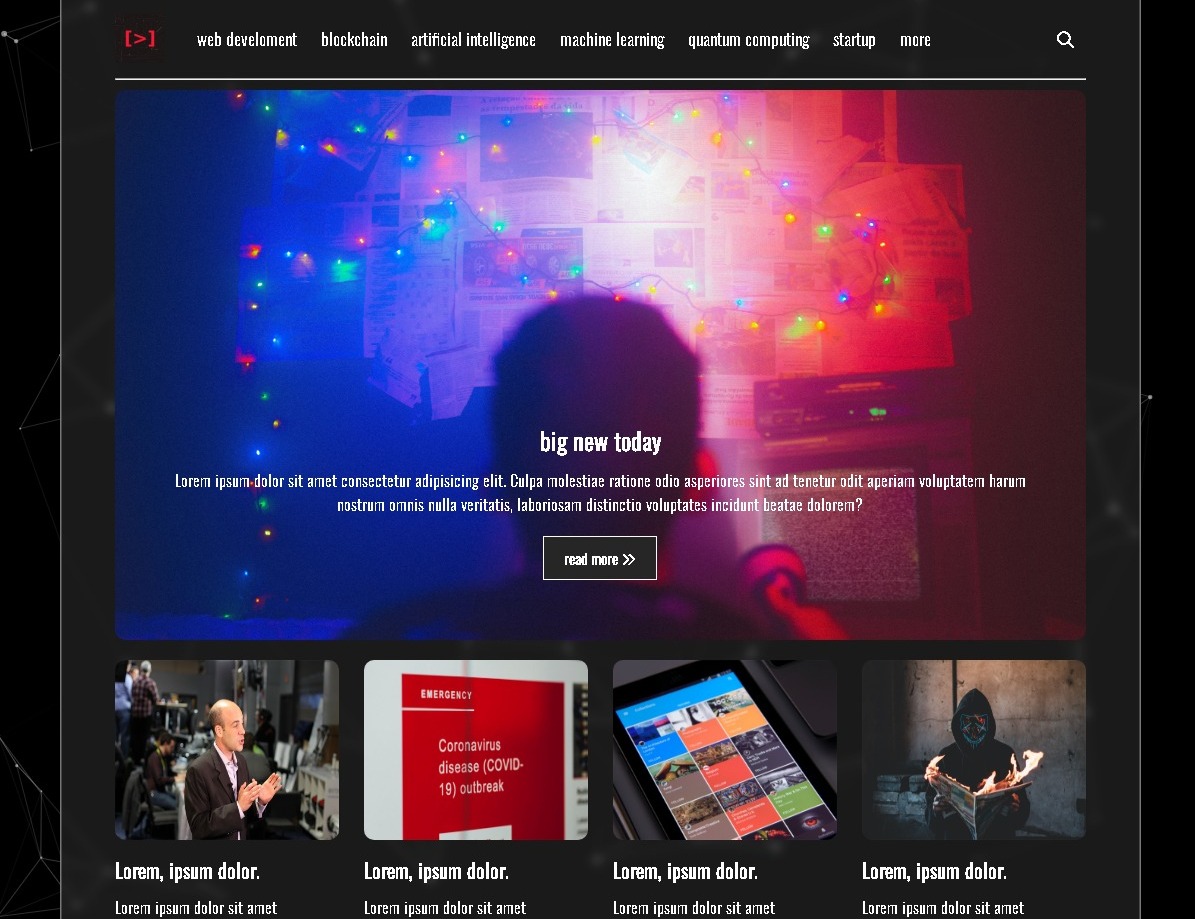 [>]
web develoment
blockchain
artificial intelligence
machine learning
quantum computing
startup
more
big new today
Lorem ipsum dolor sit amet consectetur adipisicing elit. Culpa molestiae ratione odio asperiores sint ad tenetur odit aperiam voluptatem harum
nostrum omnis nulla veritatis, laboriosam distinctio voluptates incidunt beatae dolorem?
read more
EMERGENCY
Coronavirus
disease (COVID-
19) outbreak
Lorem, ipsum dolor.
Lorem, ipsum dolor.
Lorem, ipsum dolor.
Lorem, ipsum dolor.
Lorem ipsum dolor sit amet
Lorem ipsum dolor sit amet
Lorem ipsum dolor sit amet
Lorem ipsum dolor sit amet